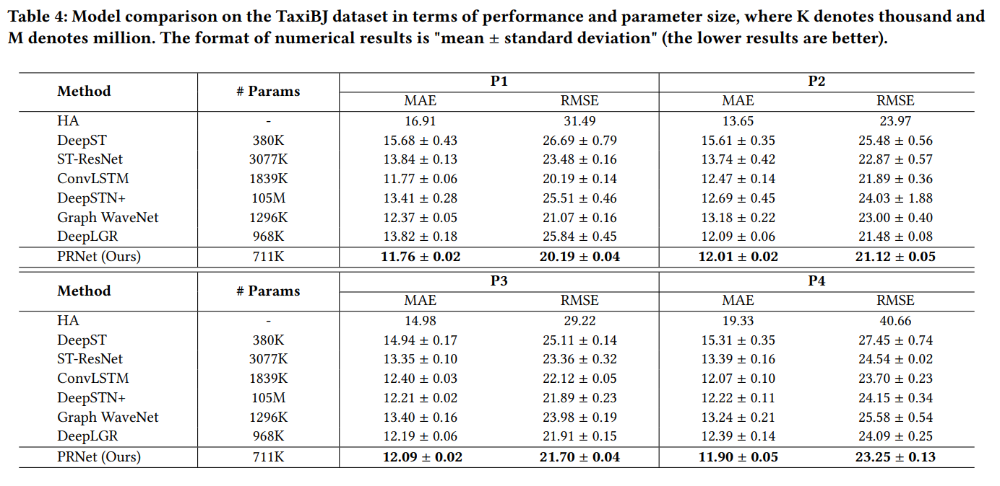 Table 4: Model comparison on the TaxiBJ dataset in terms of performance and parameter size, where K denotes thousand and
M denotes million. The format of numerical results is "mean ± standard deviation" (the lower results are better).
Method # Params P1 P2
MAE RMSE MAE RMSE
HA - 16.91 31.49 13.65 23.97
DeepST 380K 15.68 ± 0.43 26.69 ± 0.79 15.61 ± 0.35 25.48 ± 0.56
ST-ResNet 3077K 13.84 ± 0.13 23.48 ± 0.16 13.74 ± 0.42 22.87 ± 0.57
ConvLSTM 1839K 11.77 ± 0.06 20.19 ± 0.14 12.47 ± 0.14 21.89 ± 0.36
DeepSTN+ 105M 13.41 ± 0.28 25.51 ± 0.46 12.69 ± 0.45 24.03 ± 1.88
Graph WaveNet 1296K 12.37 ± 0.05 21.07 ± 0.16 13.18 ± 0.22 23.00 ± 0.40
DeepLGR 968K 13.82 ± 0.18 25.84 ± 0.45 12.09 ± 0.06 21.48 ± 0.08
PRNet (Ours) 711K 11.76 ± 0.02 20.19 ± 0.04 12.01 ± 0.02 21.12 ± 0.05
Method # Params P3 P4
MAE RMSE MAE RMSE
HA - 14.98 29.22 19.33 40.66
DeepST 380K 14.94 ± 0.17 25.11 ± 0.14 15.31 ± 0.35 27.45 ± 0.74
ST-ResNet 3077K 13.35 ± 0.10 23.36 ± 0.32 13.39 ± 0.16 24.54 ± 0.02
ConvLSTM 1839K 12.40 ± 0.03 22.12 ± 0.05 12.07 ± 0.10 23.70 ± 0.23
DeepSTN+ 105M 12.21 ± 0.02 21.89 ± 0.23 12.22 ± 0.11 24.15 ± 0.34
Graph WaveNet 1296K 13.40 ± 0.16 23.98 ± 0.19 13.24 ± 0.21 25.58 ± 0.54
DeepLGR 968K 12.19 ± 0.06 21.91 ± 0.15 12.39 ± 0.14 24.09 ± 0.25
PRNet (Ours) 711K 12.09 ± 0.02 21.70 ± 0.04 11.90 ± 0.05 23.25 ± 0.13